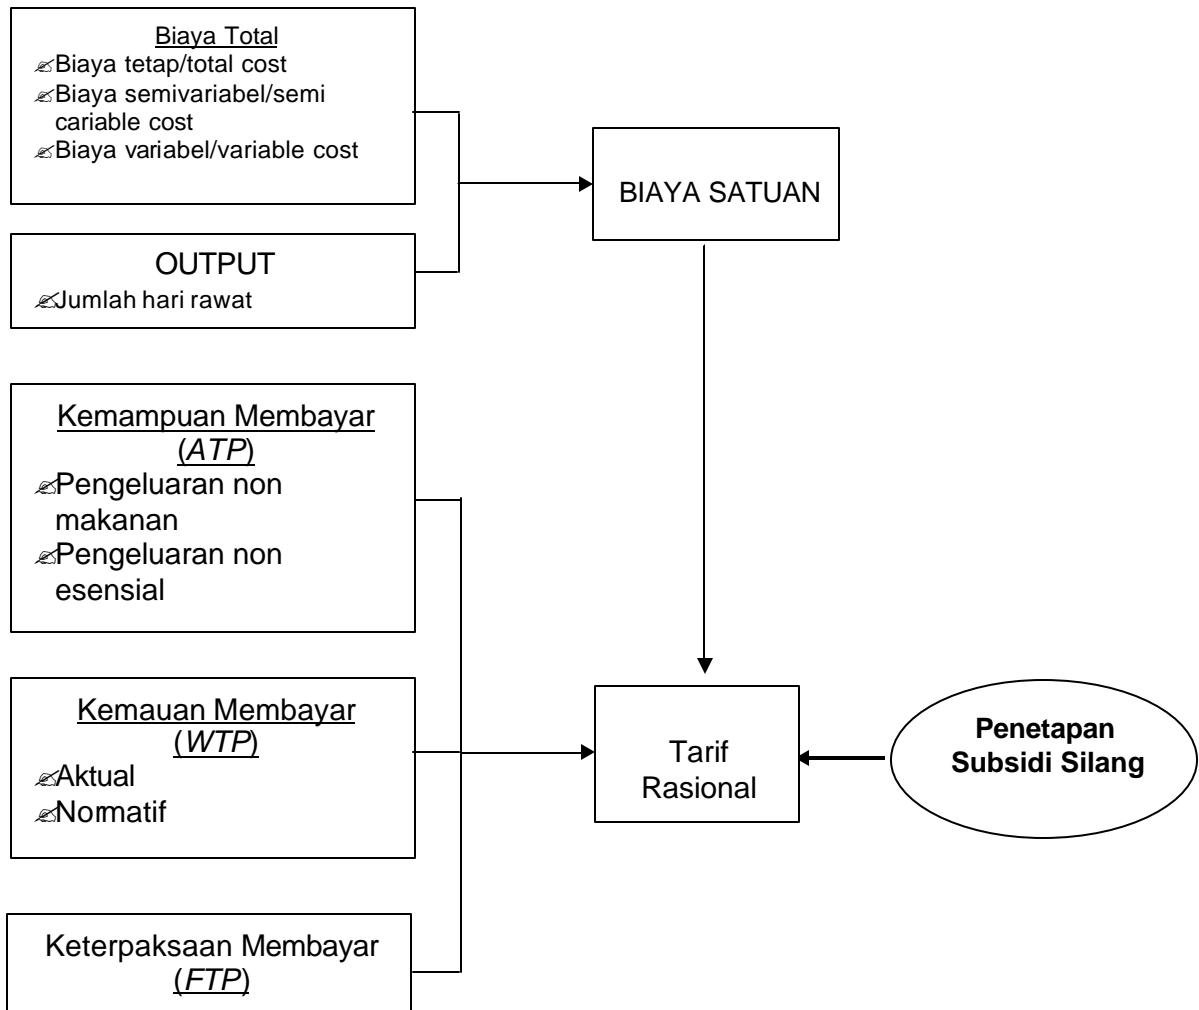 Biaya Total
✍Biaya tetap/total cost
✍Biaya semivariabel/semi
cariable cost
✍Biaya variabel/variable cost
BIAYA SATUAN
OUTPUT
✍Jumlah hari rawat
Kemampuan Membayar
(ATP)
✍Pengeluaran non
makanan
✍Pengeluaran non
esensial
Kemauan Membayar
(WTP)
✍Aktual
✍Normatif
Tarif
Rasional
Penetapan
Subsidi Silang
Keterpaksaan Membayar
(FTP)